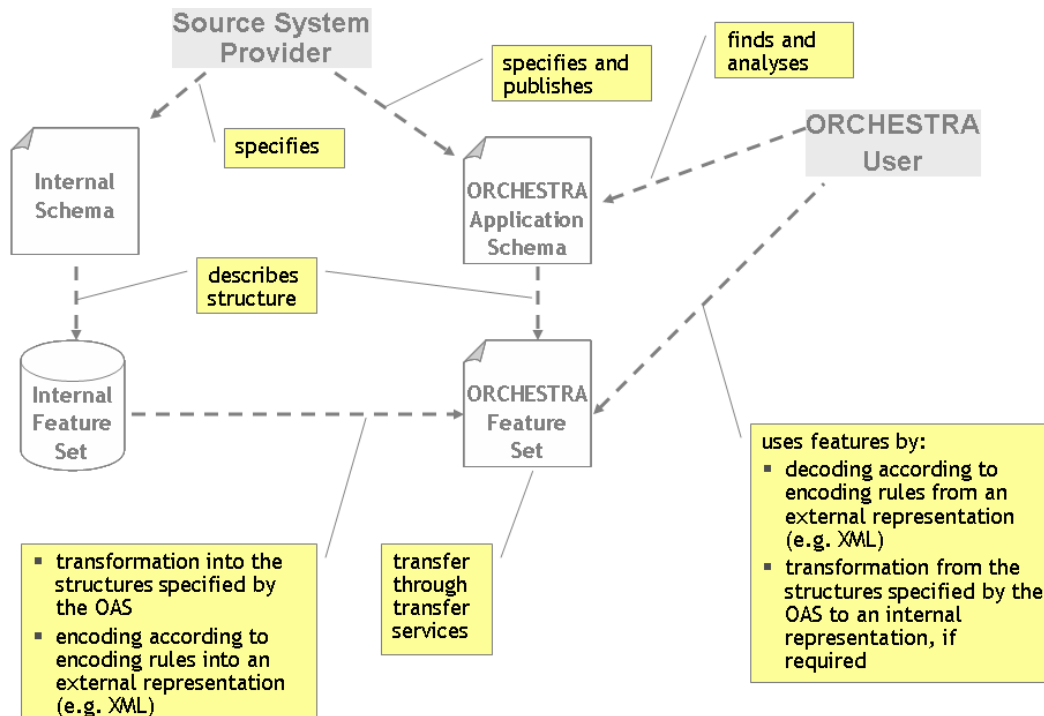 Source System
Provider
finds and
analyses
specifies and
publishes
ORCHESTRA
User
specifies
Internal
Schema
ORCHESTRA
Application
Schema
describes
structure
Internal
Feature
Set
ORCHESTRA
Feature
Set
uses features by:
▪ decoding according to
encoding rules from an
external representation
(e.g. XML)
▪ transformation from the
structures specified by the
OAS to an internal
representation, if
required
▪ transformation into the
structures specified by
the OAS
▪ encoding according to
encoding rules into an
external representation
(e.g. XML)
transfer
through
transfer
services